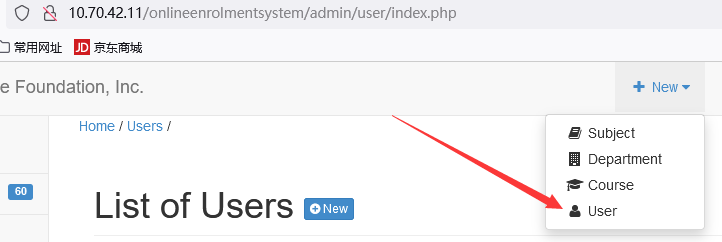 10.70.42.11/onlineenrolmentsystem/admin/user/index.php
常用网址 JD 京东商城
e Foundation, Inc.
New
Home / Users /
Subject
Department
Course
User
60
List of Users New